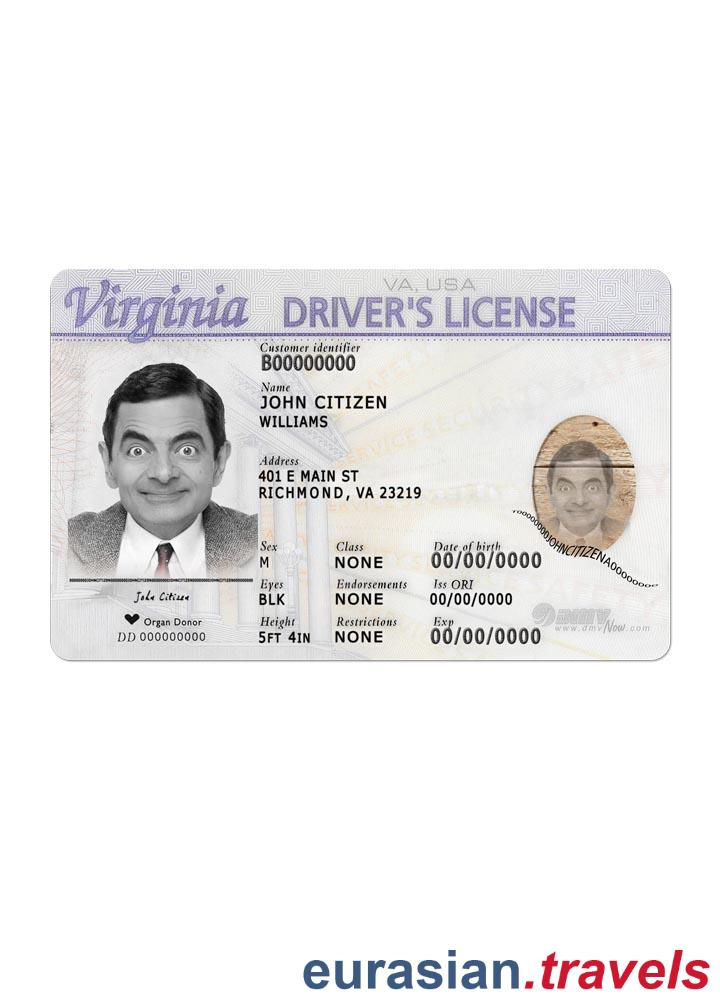 VA, USA
Virginia DRIVER'S LICENSE
Customer identifier
B00000000
Name
JOHN CITIZEN
WILLIAMS
Address
401 E MAIN ST
RICHMOND, VA 23219
Sex Class Date of birth
M NONE 00/00/0000
Eyes Endorsements Iss ORI
BLK NONE 00/00/0000
Height Restrictions Exp
5FT 4IN NONE 00/00/0000
John Citizen
Organ Donor
DD 000000000
DMV
www.dmvNow.com
SERVICE & SECURITY SAFETY
eurasian.travels